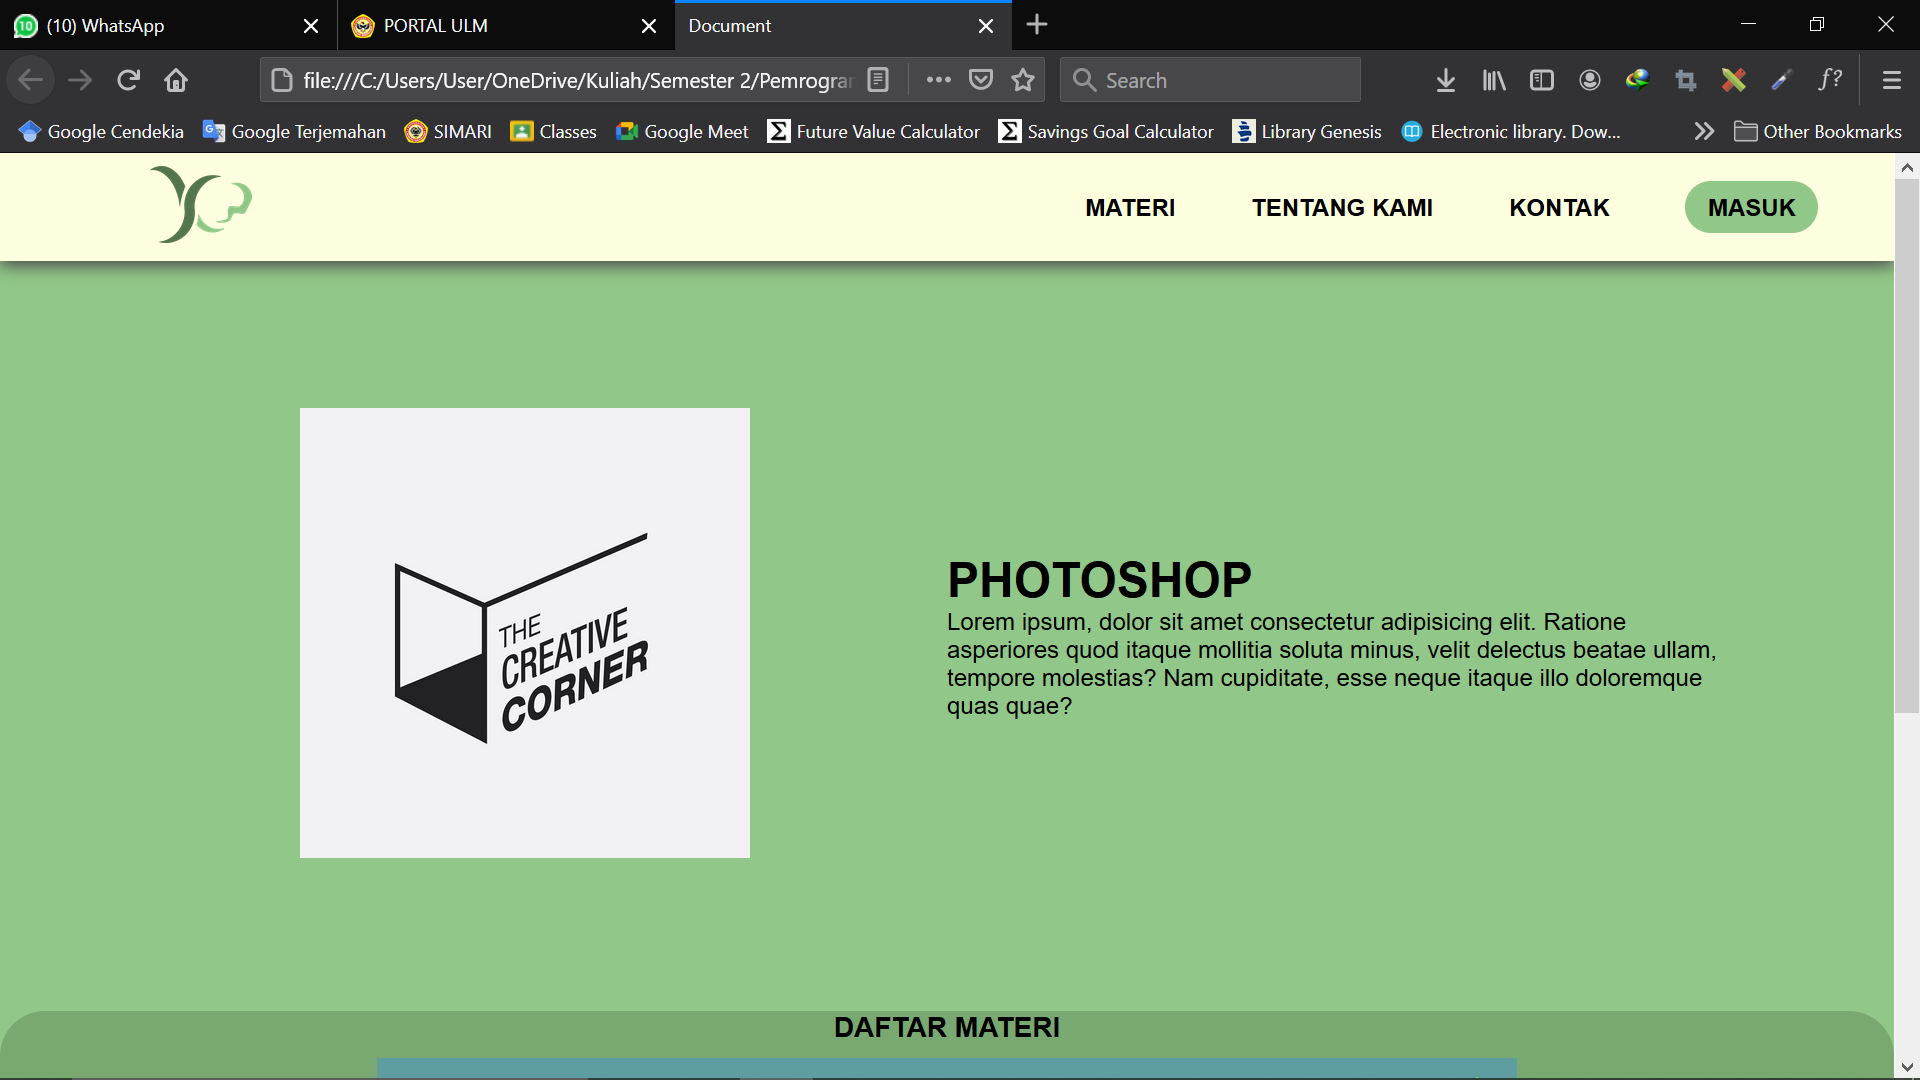 10
(10) WhatsApp
PORTAL ULM
Document
file:///C:/Users/User/OneDrive/Kuliah/Semester 2/Pemrogra
Search
f?
Google Cendekia
Google Terjemahan
SIMARI
Classes
Google Meet
Future Value Calculator
Savings Goal Calculator
Library Genesis
Electronic library. Dow...
Other Bookmarks
MATERI
TENTANG KAMI
KONTAK
MASUK
THE
CREATIVE
CORNER
PHOTOSHOP
Lorem ipsum, dolor sit amet consectetur adipisicing elit. Ratione
asperiores quod itaque mollitia soluta minus, velit delectus beatae ullam,
tempore molestias? Nam cupiditate, esse neque itaque illo doloremque
quas quae?
DAFTAR MATERI